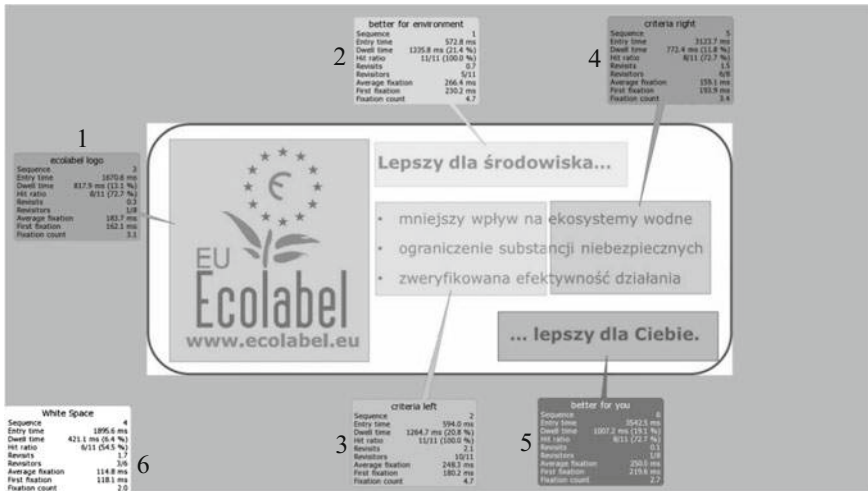 2
better for environment
Sequence 1
Entry time 572.8 ms
Dwell time 1335.8 ms (21.4 %)
Hit ratio 11/11 (100.0 %)
Revisits 0.7
Revisitors 5/11
Average fixation 266.4 ms
First fixation 230.2 ms
Fixation count 4.7
4
criteria right
Sequence 5
Entry time 3123.7 ms
Dwell time 772.4 ms (11.8 %)
Hit ratio 8/11 (72.7 %)
Revisits 1.5
Revisitors 6/8
Average fixation 159.1 ms
First fixation 193.9 ms
Fixation count 3.4
1
ecolabel logo
Sequence 3
Entry time 1670.6 ms
Dwell time 817.9 ms (13.1 %)
Hit ratio 8/11 (72.7 %)
Revisits 0.3
Revisitors 1/8
Average fixation 183.7 ms
First fixation 162.1 ms
Fixation count 3.1
EU
Ecolabel
www.ecolabel.eu
Lepszy dla środowiska...
• mniejszy wpływ na ekosystemy wodne
• ograniczenie substancji niebezpiecznych
• zweryfikowana efektywność działania
... lepszy dla Ciebie.
6
White Space
Sequence 4
Entry time 1895.6 ms
Dwell time 421.1 ms (6.4 %)
Hit ratio 6/11 (54.5 %)
Revisits 1.7
Revisitors 3/6
Average fixation 114.8 ms
First fixation 118.1 ms
Fixation count 2.0
3
criteria left
Sequence 2
Entry time 594.0 ms
Dwell time 1264.7 ms (20.8 %)
Hit ratio 11/11 (100.0 %)
Revisits 2.1
Revisitors 10/11
Average fixation 248.3 ms
First fixation 180.2 ms
Fixation count 4.7
5
better for you
Sequence 6
Entry time 3542.5 ms
Dwell time 1007.2 ms (19.1 %)
Hit ratio 8/11 (72.7 %)
Revisits 0.1
Revisitors 1/8
Average fixation 250.0 ms
First fixation 219.6 ms
Fixation count 2.7